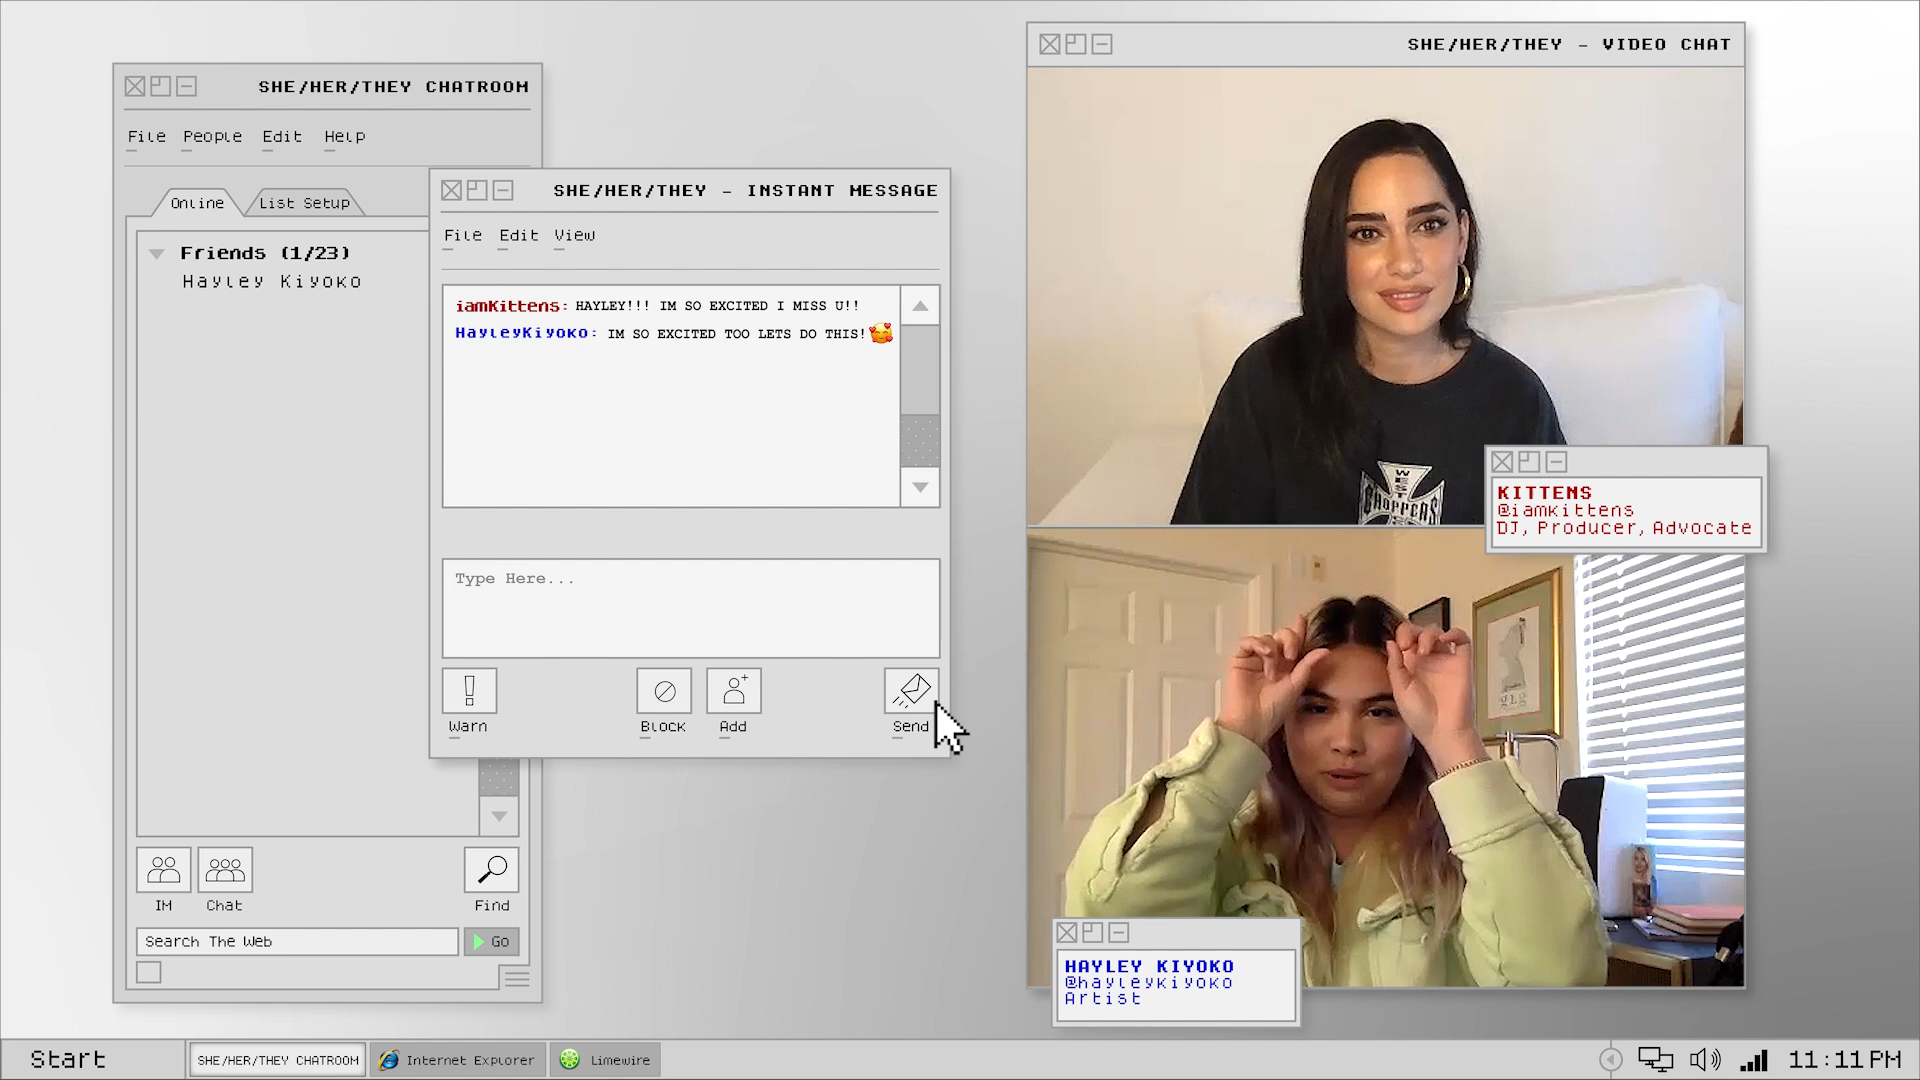 SHE/HER/THEY CHATROOM
File People Edit Help
Online List Setup
Friends (1/23)
Hayley Kiyoko
IM Chat Find
Search The Web Go
SHE/HER/THEY - INSTANT MESSAGE
File Edit View
iamKittens: HAYLEY!!! IM SO EXCITED I MISS U!!
HayleyKiyoko: IM SO EXCITED TOO LETS DO THIS!🥰
Type Here...
Warn Block Add Send
SHE/HER/THEY - VIDEO CHAT
WEST
CHOPPERS
KITTENS
@iamkittens
DJ, Producer, Advocate
glg
HAYLEY KIYOKO
@hayleykiyoko
Artist
Start SHE/HER/THEY CHATROOM Internet Explorer Limewire 11:11 PM